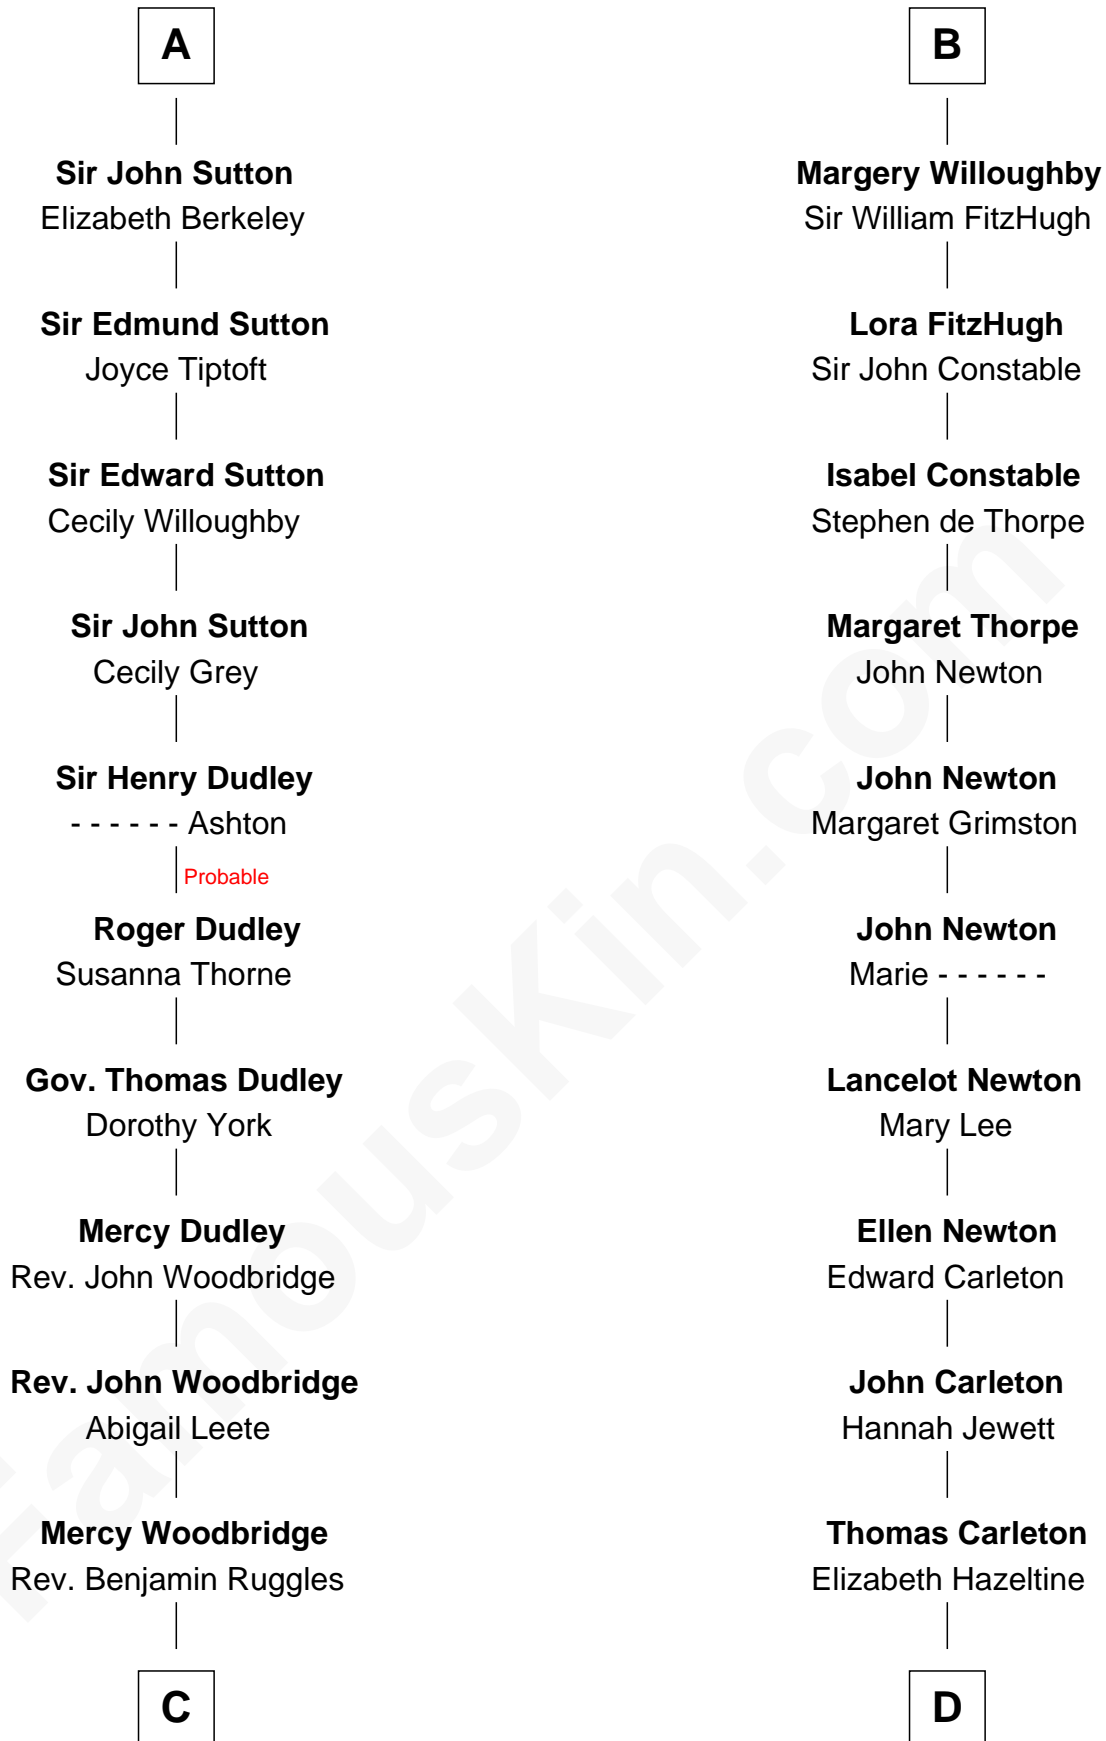 A
Sir John Sutton
Elizabeth Berkeley
Sir Edmund Sutton
Joyce Tiptoft
Sir Edward Sutton
Cecily Willoughby
Sir John Sutton
Cecily Grey
Sir Henry Dudley
- - - - - - Ashton
Probable
Roger Dudley
Susanna Thorne
Gov. Thomas Dudley
Dorothy York
Mercy Dudley
Rev. John Woodbridge
Rev. John Woodbridge
Abigail Leete
Mercy Woodbridge
Rev. Benjamin Ruggles
C
B
Margery Willoughby
Sir William FitzHugh
Lora FitzHugh
Sir John Constable
Isabel Constable
Stephen de Thorpe
Margaret Thorpe
John Newton
John Newton
Margaret Grimston
John Newton
Marie - - - - - -
Lancelot Newton
Mary Lee
Ellen Newton
Edward Carleton
John Carleton
Hannah Jewett
Thomas Carleton
Elizabeth Hazeltine
D
FamousKin.com